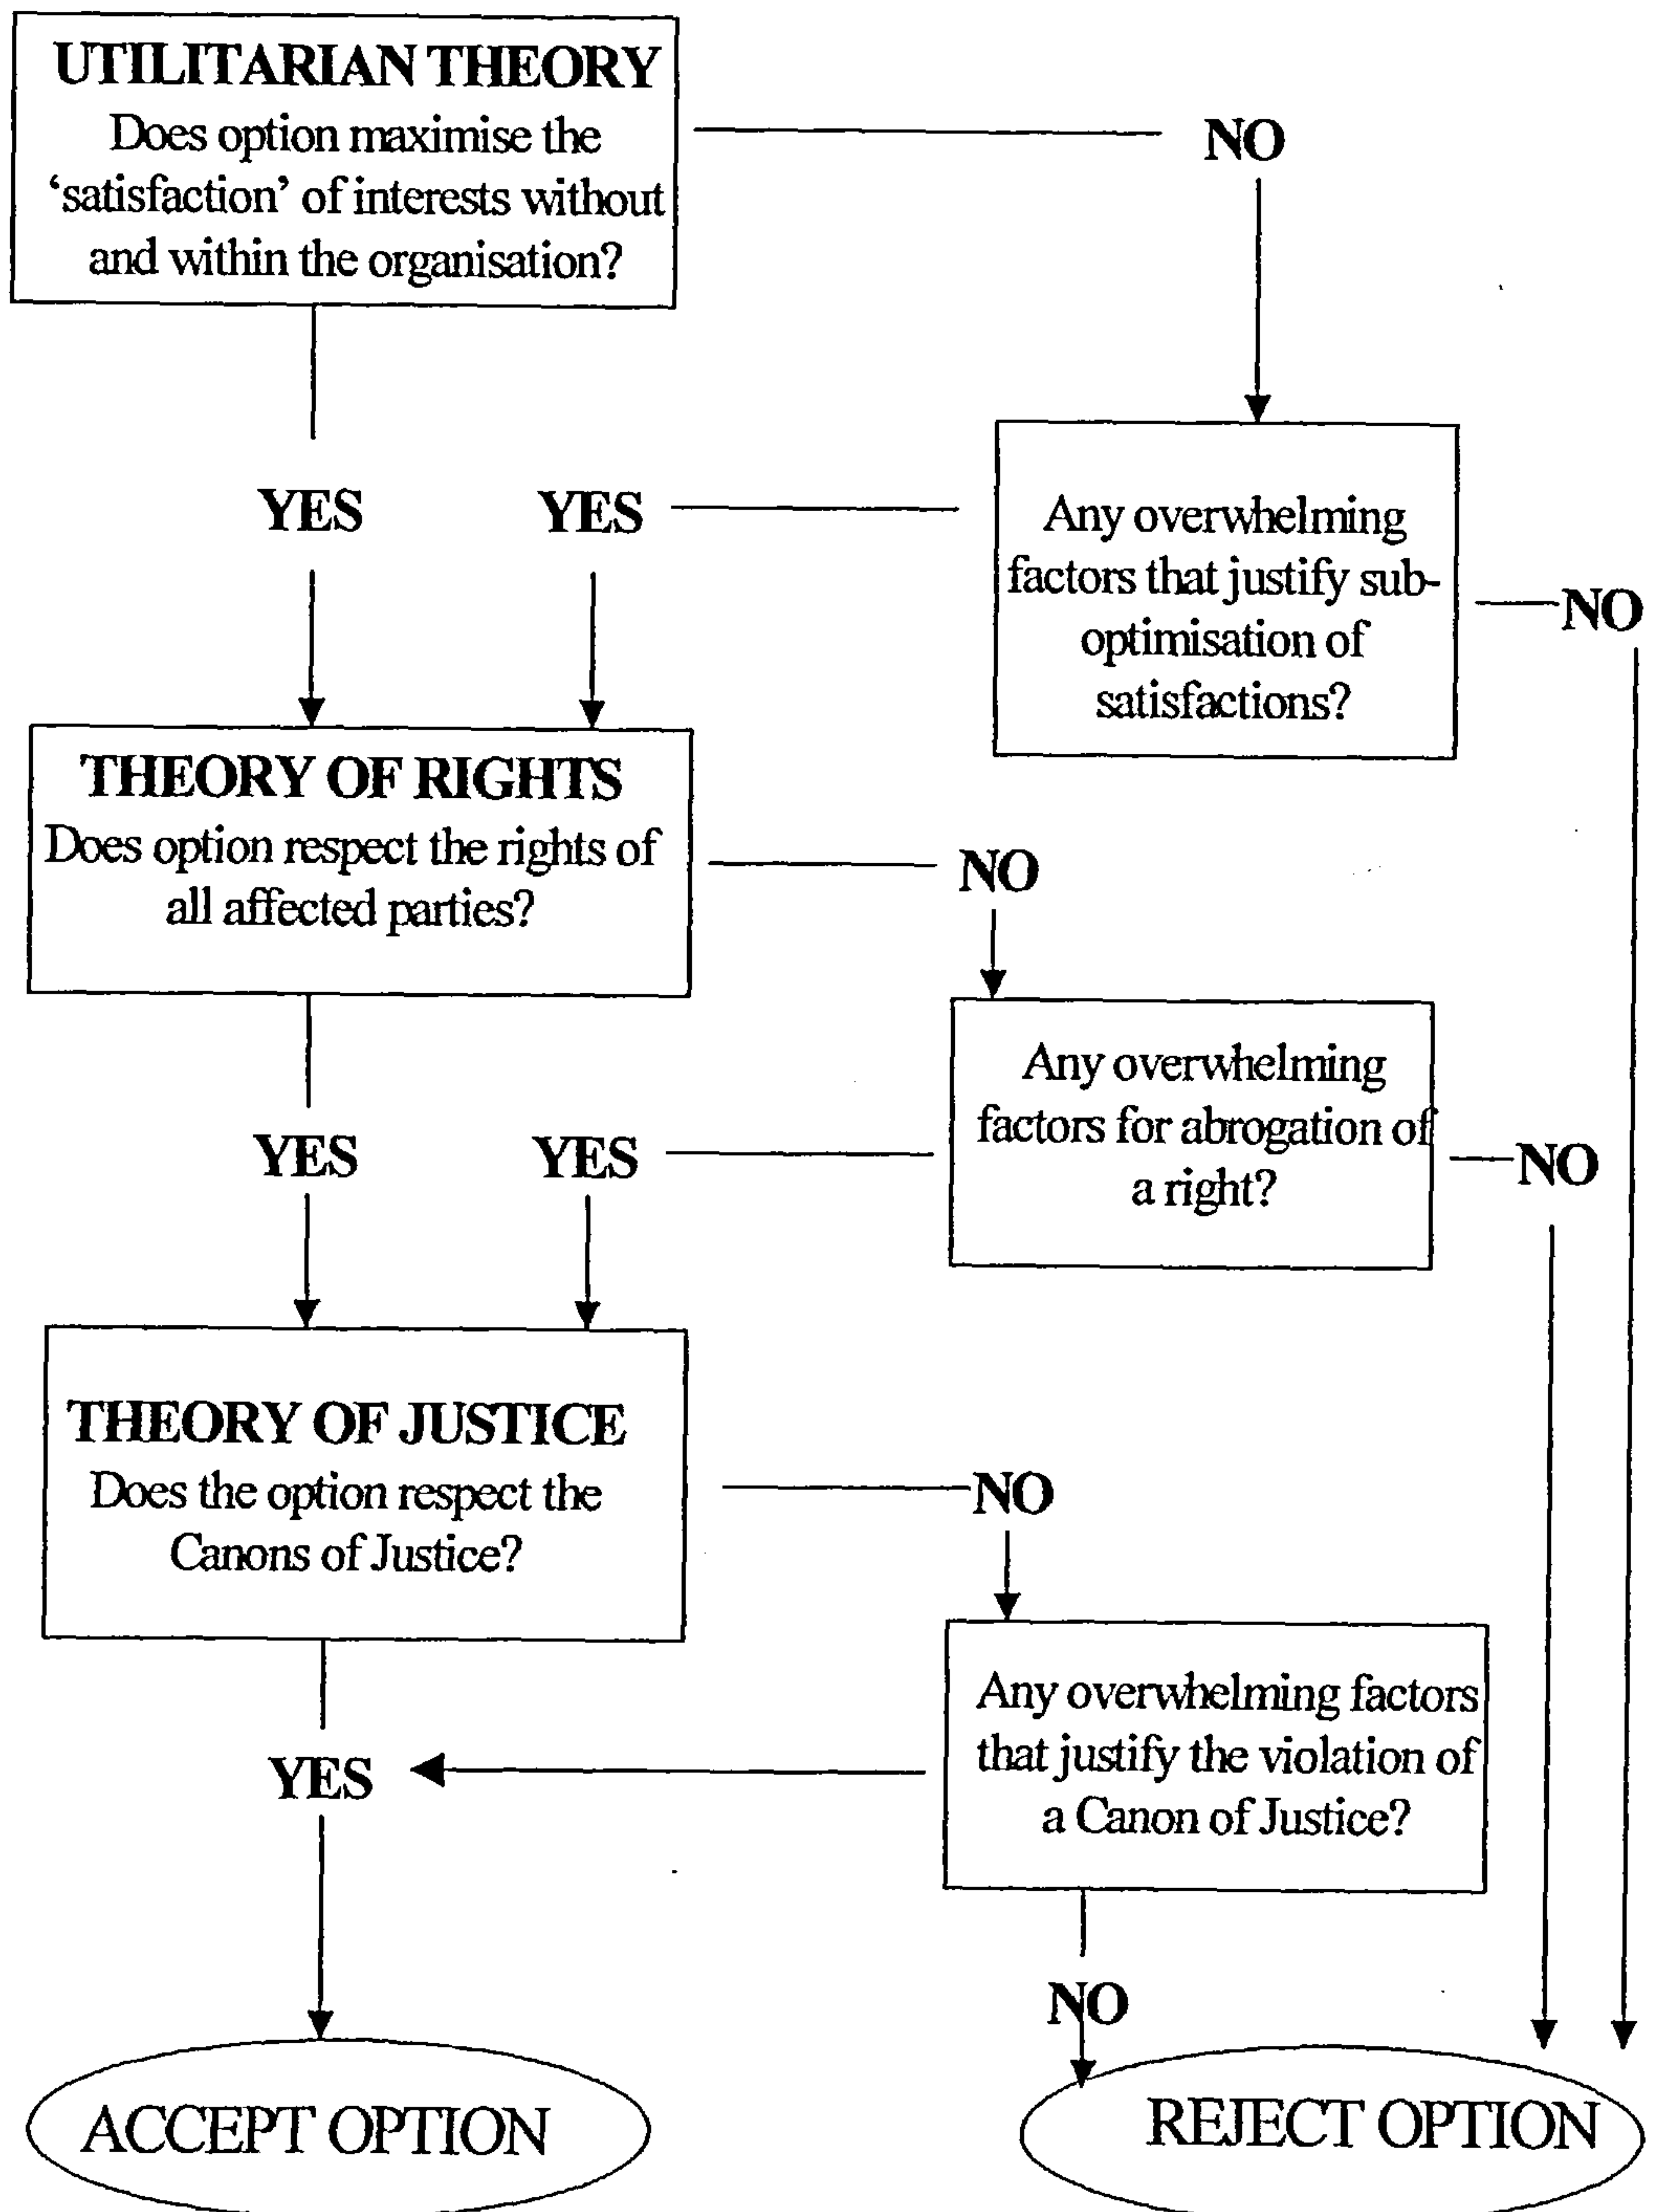 UTILITARIAN THEORY
Does option maximise the
‘satisfaction’ of interests without
and within the organisation?
NO
YES
YES
Any overwhelming
factors that justify sub-
optimisation of
satisfactions?
NO
THEORY OF RIGHTS
Does option respect the rights of
all affected parties?
NO
Any overwhelming
factors for abrogation of
a right?
YES
YES
NO
THEORY OF JUSTICE
Does the option respect the
Canons of Justice?
NO
Any overwhelming factors
that justify the violation of
a Canon of Justice?
YES
NO
ACCEPT OPTION
REJECT OPTION